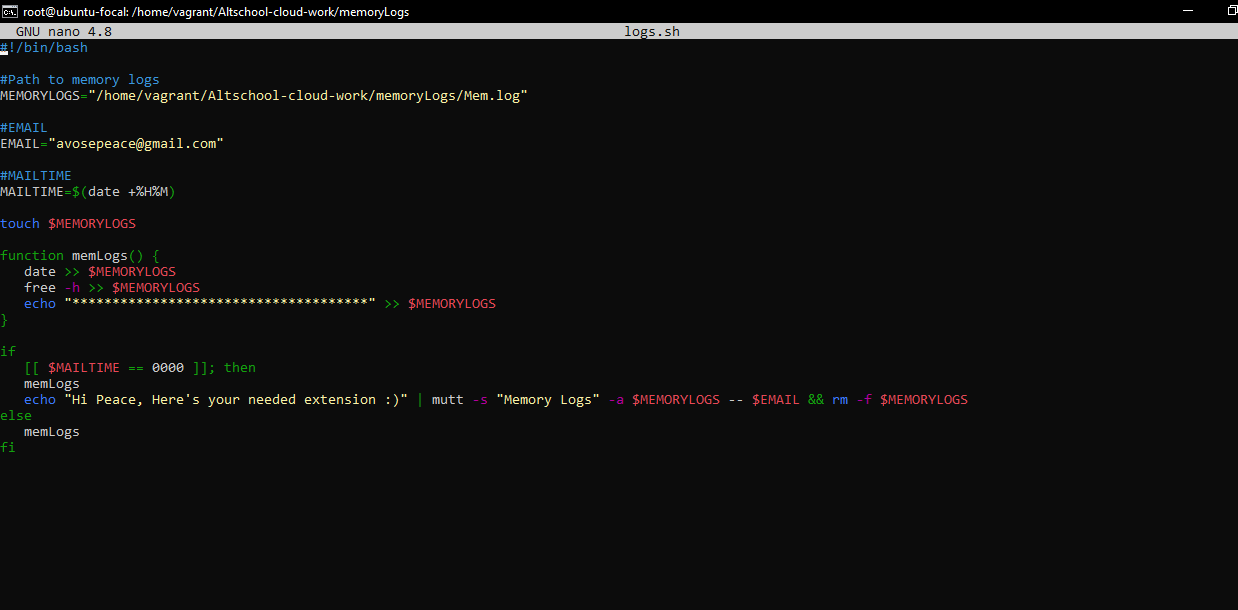 root@ubuntu-focal: /home/vagrant/Altschool-cloud-work/memoryLogs
GNU nano 4.8 logs.sh
#!/bin/bash
#Path to memory logs
MEMORYLOGS="/home/vagrant/Altschool-cloud-work/memoryLogs/Mem.log"
#EMAIL
EMAIL="avosepeace@gmail.com"
#MAILTIME
MAILTIME=$(date +%H%M)
touch $MEMORYLOGS
function memLogs() {
   date >> $MEMORYLOGS
   free -h >> $MEMORYLOGS
   echo "*************************************" >> $MEMORYLOGS
}
if
   [[ $MAILTIME == 0000 ]]; then
   memLogs
   echo "Hi Peace, Here's your needed extension :)" | mutt -s "Memory Logs" -a $MEMORYLOGS -- $EMAIL && rm -f $MEMORYLOGS
else
   memLogs
fi